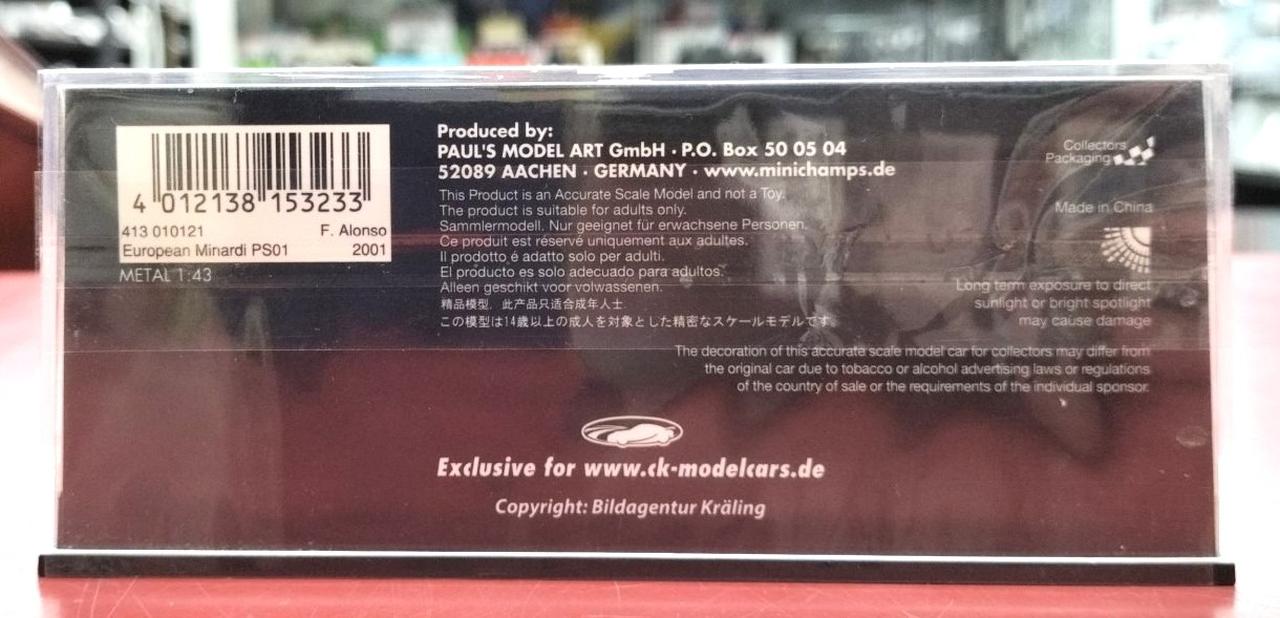 4 012138 153233
413 010121 F. Alonso
European Minardi PS01 2001
METAL 1:43
Produced by:
PAUL'S MODEL ART GmbH · P.O. Box 50 05 04
52089 AACHEN · GERMANY · www.minichamps.de
This Product is an Accurate Scale Model and not a Toy.
The product is suitable for adults only.
Sammlermodell. Nur geeignet für erwachsene Personen.
Ce produit est réservé uniquement aux adultes.
Il prodotto é adatto solo per adulti.
El producto es solo adecuado para adultos.
Alleen geschikt voor volwassenen.
精品模型，此产品只适合成年人士
この模型は14歳以上の成人を対象とした精密なスケールモデルです
Collectors
Packaging
Made in China
Long term exposure to direct
sunlight or bright spotlight
may cause damage
The decoration of this accurate scale model car for collectors may differ from
the original car due to tobacco or alcohol advertising laws or regulations
of the country of sale or the requirements of the individual sponsor.
Exclusive for www.ck-modelcars.de
Copyright: Bildagentur Kräling